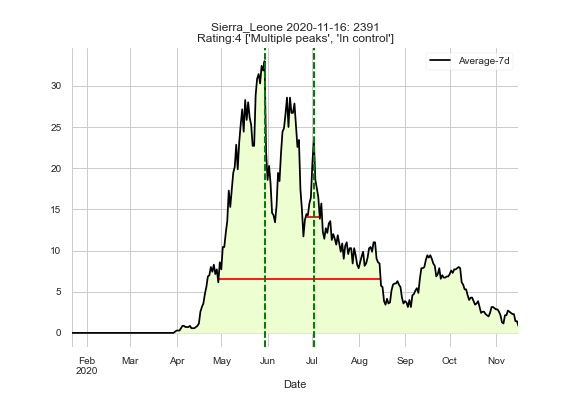 Sierra_Leone 2020-11-16: 2391
Rating:4 ['Multiple peaks', 'In control']
Average-7d
30
25
20
15
10
5
0
Feb Mar Apr May Jun Jul Aug Sep Oct Nov
2020
Date